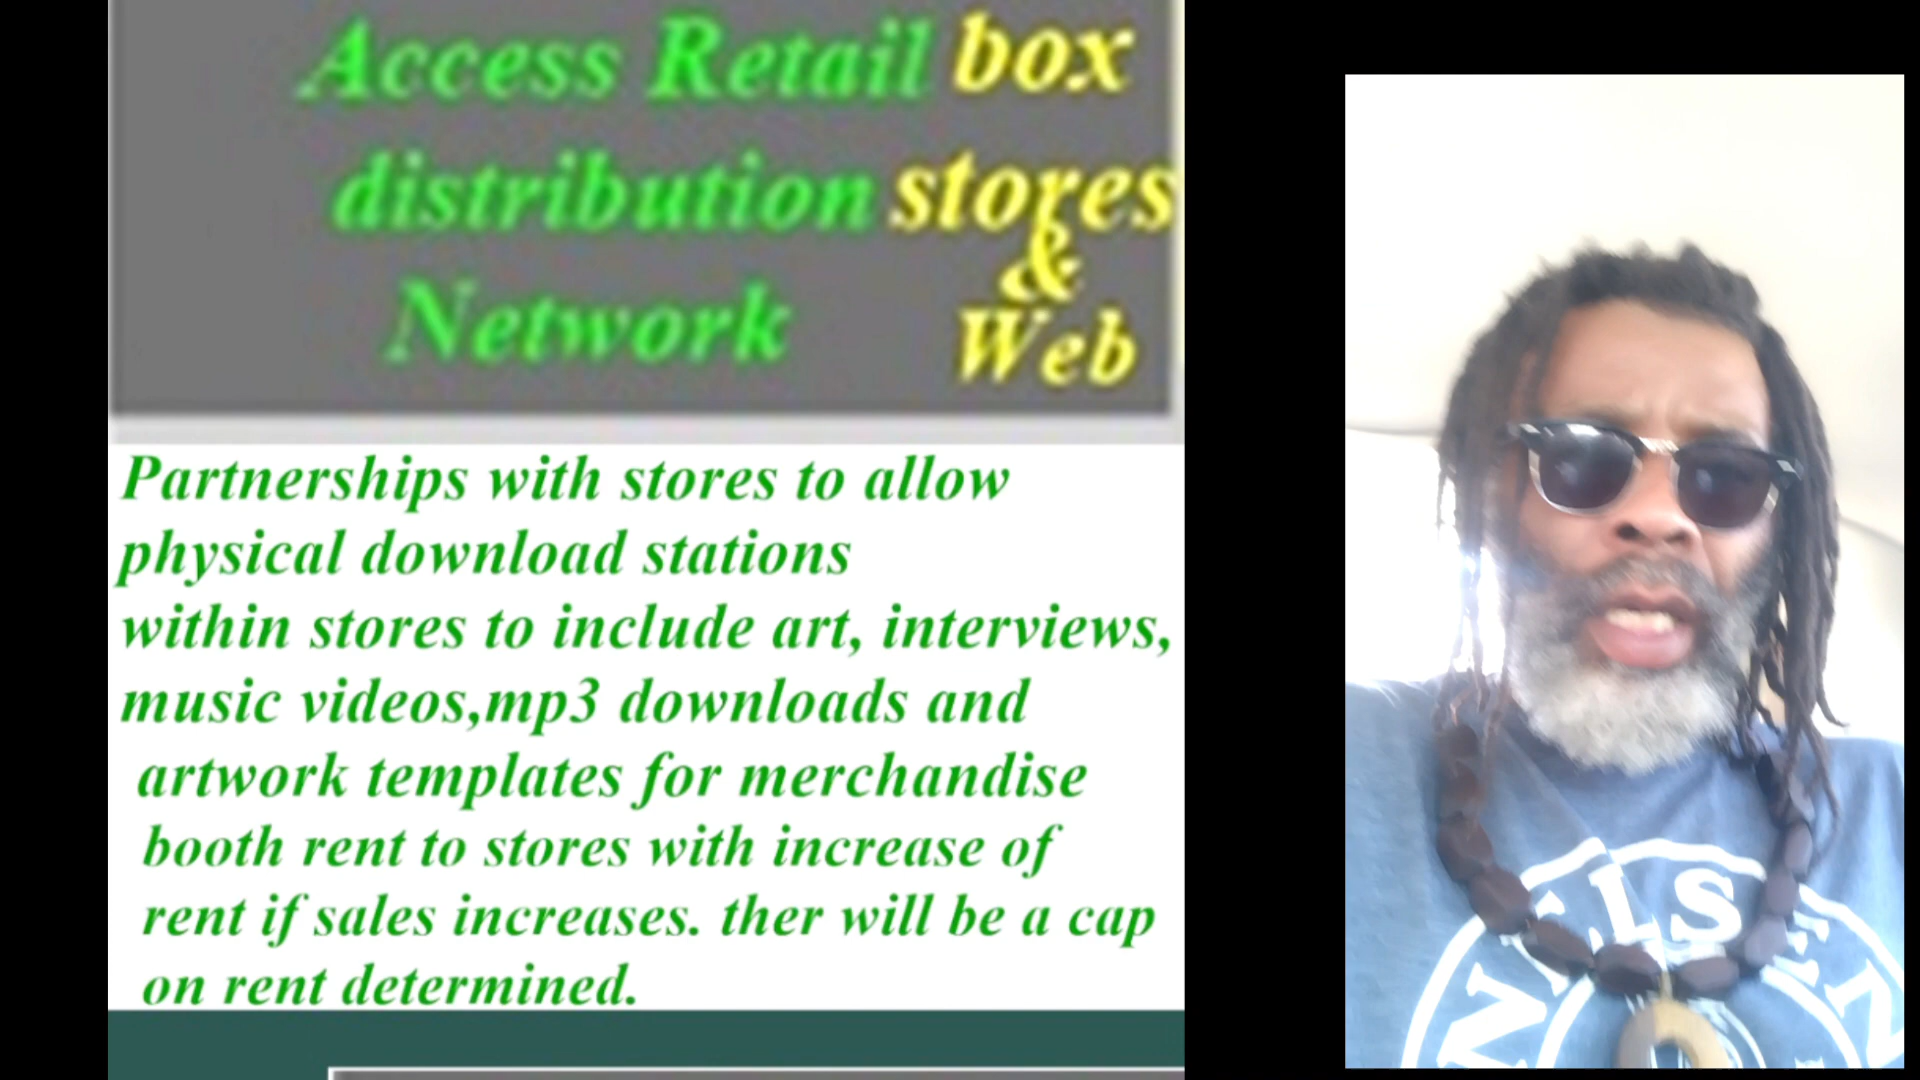 Access Retail box
distribution stores
&
Network Web
Partnerships with stores to allow
physical download stations
within stores to include art, interviews,
music videos,mp3 downloads and
artwork templates for merchandise
booth rent to stores with increase of
rent if sales increases. ther will be a cap
on rent determined.